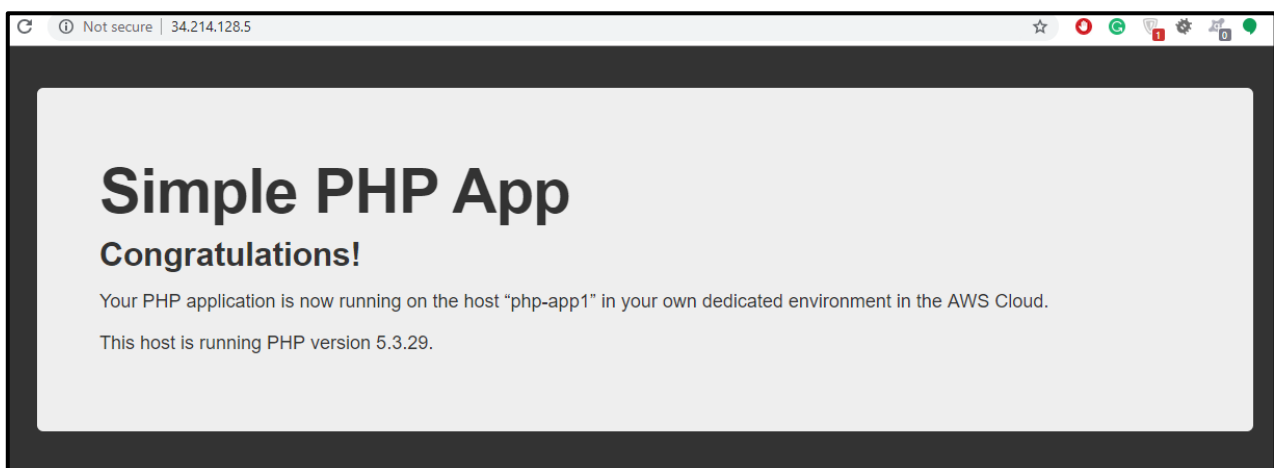 Not secure | 34.214.128.5
1
0
Simple PHP App
Congratulations!
Your PHP application is now running on the host “php-app1” in your own dedicated environment in the AWS Cloud.
This host is running PHP version 5.3.29.